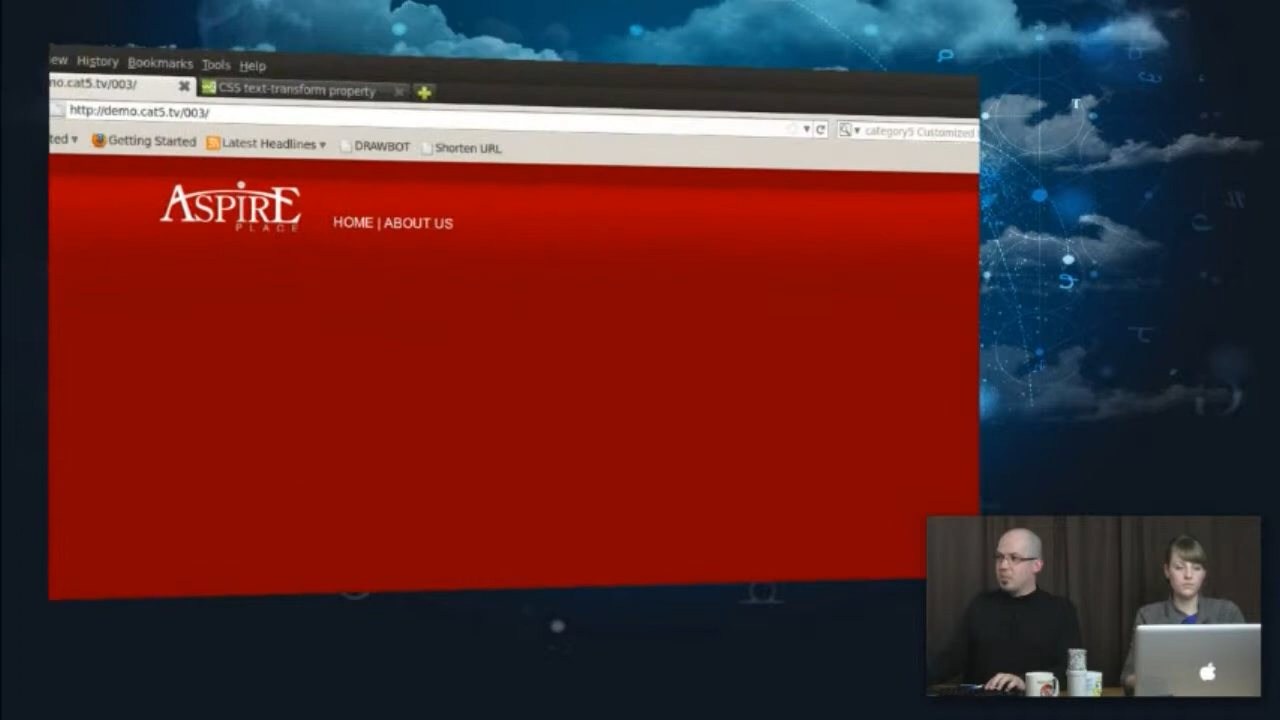 ew History Bookmarks Tools Help
no.cat5.tv/003/ CSS text-transform property
http://demo.cat5.tv/003/ category5 Customized
ted Getting Started Latest Headlines DRAWBOT Shorten URL
ASPIRE
PLACE
HOME | ABOUT US